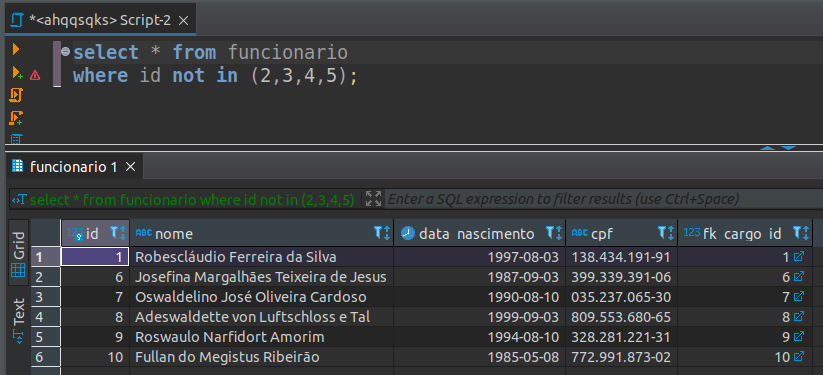 *<ahqqsqks> Script-2
select * from funcionario
where id not in (2,3,4,5);
funcionario 1
select * from funcionario where id not in (2,3,4,5) Enter a SQL expression to filter results (use Ctrl+Space)
Grid
Text
id ABC nome data_nascimento ABC cpf 123 fk_cargo_id
1 1 Robescláudio Ferreira da Silva 1997-08-03 138.434.191-91 1
2 6 Josefina Margalhães Teixeira de Jesus 1987-09-03 399.339.391-06 6
3 7 Oswaldelino José Oliveira Cardoso 1990-08-10 035.237.065-30 7
4 8 Adeswaldette von Luftschloss e Tal 1999-09-03 809.553.680-65 8
5 9 Roswaulo Narfidort Amorim 1994-08-10 328.281.221-31 9
6 10 Fullan do Megistus Ribeirão 1985-05-08 772.991.873-02 10